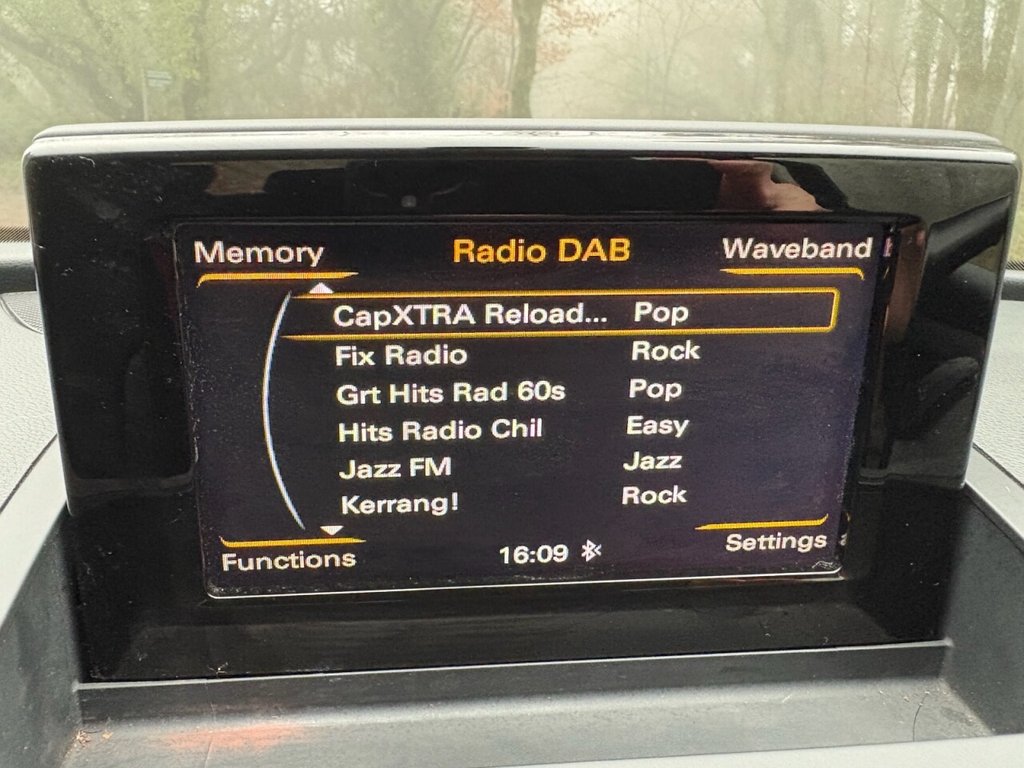 Memory Radio DAB Waveband
CapXTRA Reload... Pop
Fix Radio Rock
Grt Hits Rad 60s Pop
Hits Radio Chil Easy
Jazz FM Jazz
Kerrang! Rock
Functions 16:09 Settings